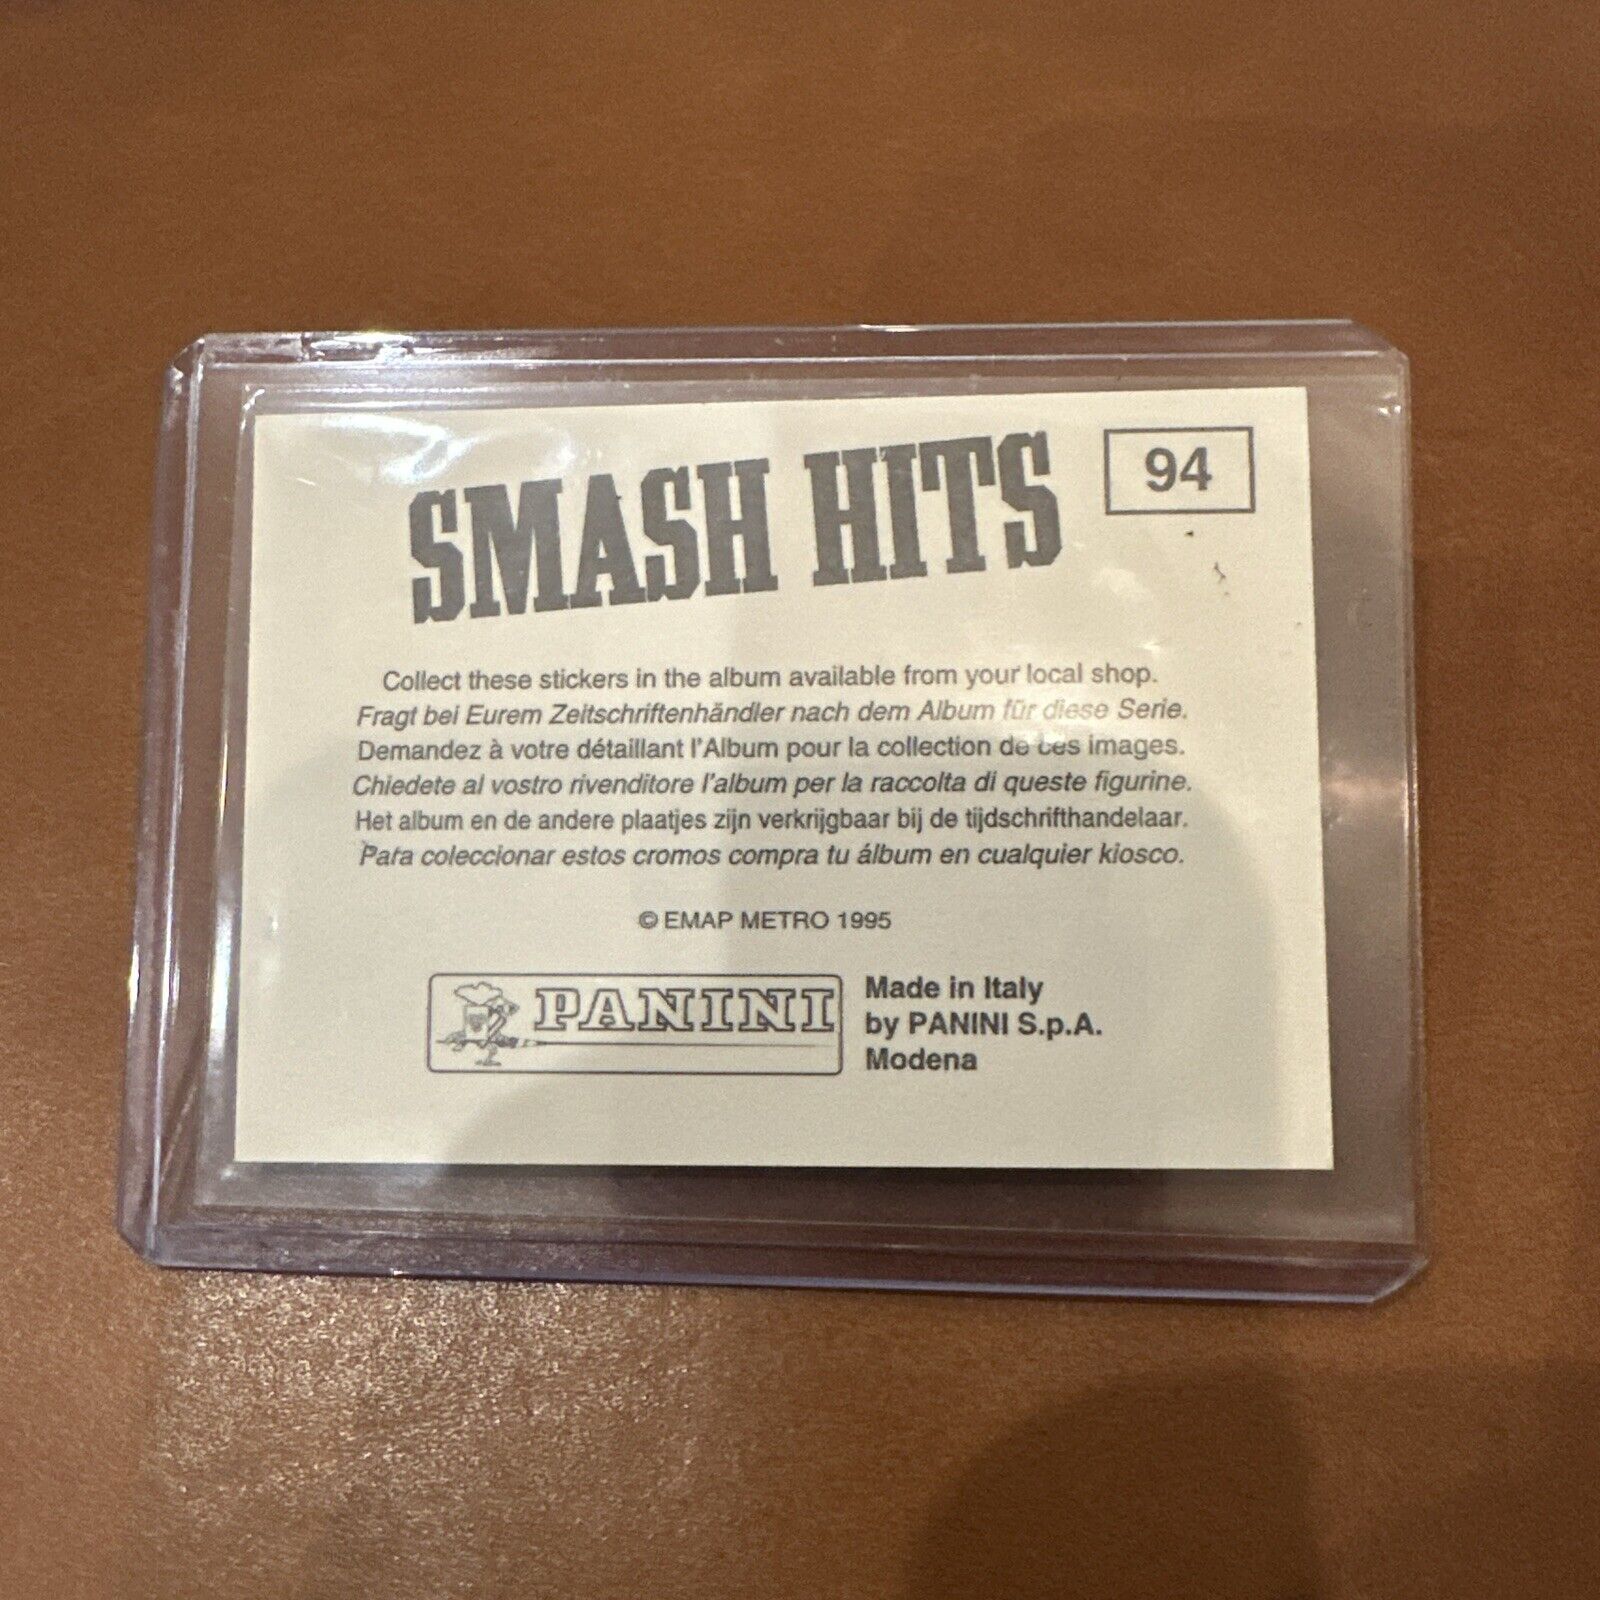 SMASH HITS
94
Collect these stickers in the album available from your local shop.
Fragt bei Eurem Zeitschriftenhändler nach dem Album für diese Serie.
Demandez à votre détaillant l'Album pour la collection de ces images.
Chiedete al vostro rivenditore l'album per la raccolta di queste figurine.
Het album en de andere plaatjes zijn verkrijgbaar bij de tijdschrifthandelaar.
Para coleccionar estos cromos compra tu álbum en cualquier kiosco.
© EMAP METRO 1995
PANINI
Made in Italy
by PANINI S.p.A.
Modena